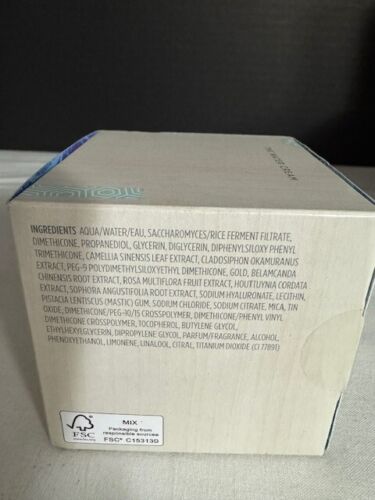 THE WATER CREAM
INGREDIENTS AQUA/WATER/EAU, SACCHAROMYCES/RICE FERMENT FILTRATE,
DIMETHICONE, PROPANEDIOL, GLYCERIN, DIGLYCERIN, DIPHENYLSILOXY PHENYL
TRIMETHICONE, CAMELLIA SINENSIS LEAF EXTRACT, CLADOSIPHON OKAMURANUS
EXTRACT, PEG-9 POLYDIMETHYLSILOXYETHYL DIMETHICONE, GOLD, BELAMCANDA
CHINENSIS ROOT EXTRACT, ROSA MULTIFLORA FRUIT EXTRACT, HOUTTUYNIA CORDATA
EXTRACT, SOPHORA ANGUSTIFOLIA ROOT EXTRACT, SODIUM HYALURONATE, LECITHIN,
PISTACIA LENTISCUS (MASTIC) GUM, SODIUM CHLORIDE, SODIUM CITRATE, MICA, TIN
OXIDE, DIMETHICONE/PEG-10/15 CROSSPOLYMER, DIMETHICONE/PHENYL VINYL
DIMETHICONE CROSSPOLYMER, TOCOPHEROL, BUTYLENE GLYCOL,
ETHYLHEXYLGLYCERIN, DIPROPYLENE GLYCOL, PARFUM/FRAGRANCE, ALCOHOL,
PHENOXYETHANOL, LIMONENE, LINALOOL, CITRAL, TITANIUM DIOXIDE (CI 77891)
FSC
MIX
Packaging from
responsible sources
FSC® C153139